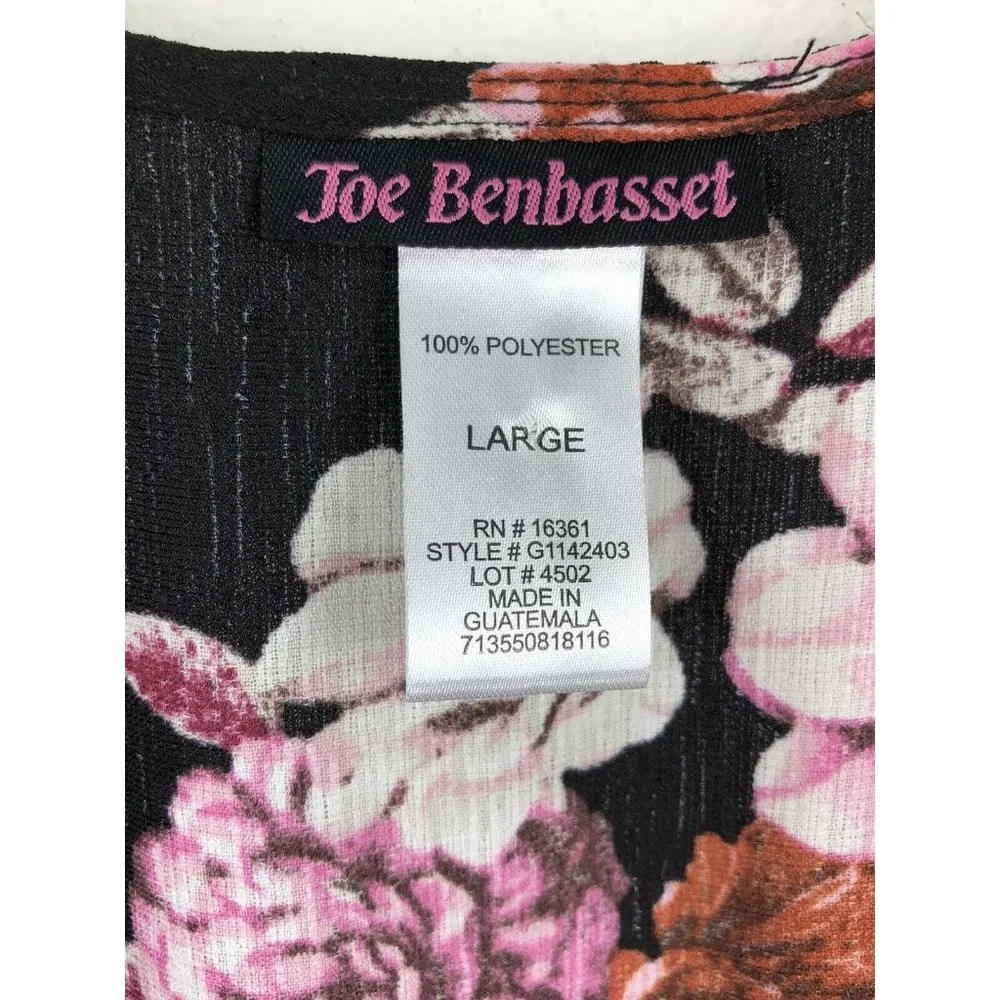 Joe Benbasset
100% POLYESTER
LARGE
RN # 16361
STYLE # G1142403
LOT # 4502
MADE IN
GUATEMALA
713550818116